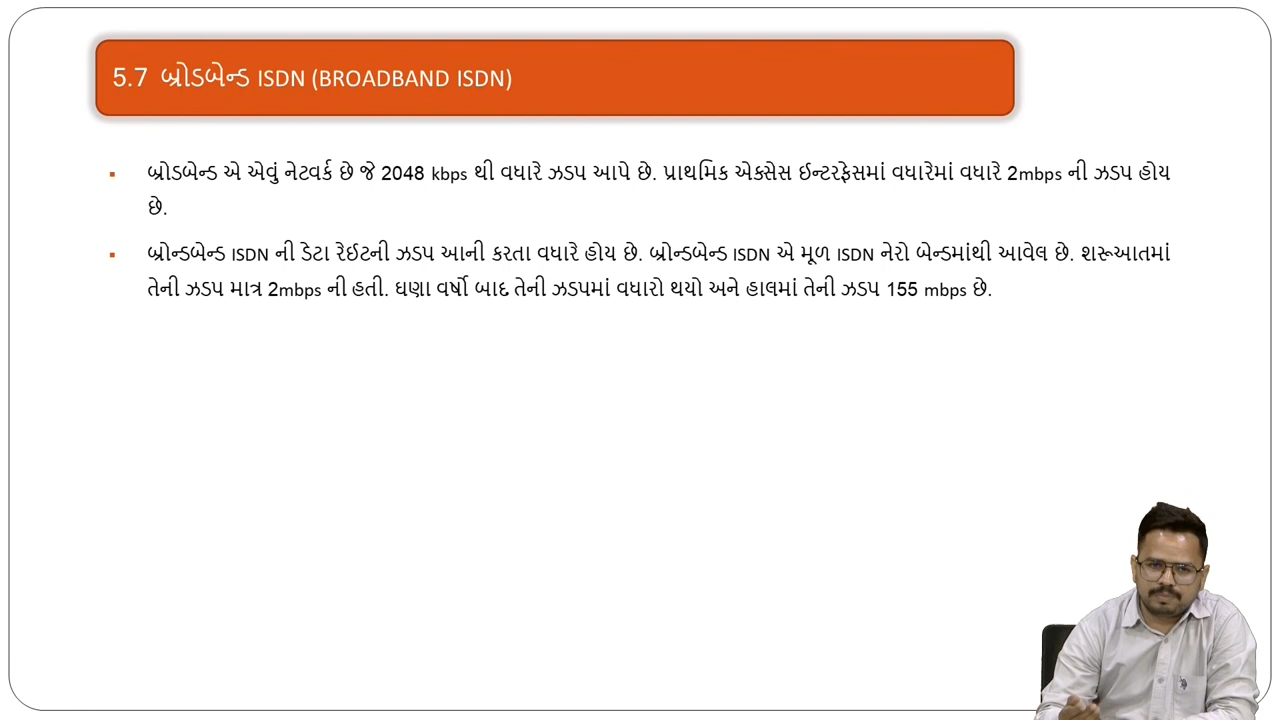 5.7 બ્રોડબેન્ડ ISDN (BROADBAND ISDN)
▪ બ્રોડબેન્ડ એ એવું નેટવર્ક છે જે 2048 kbps થી વધારે ઝડપ આપે છે. પ્રાથમિક એક્સેસ ઈન્ટરફેસમાં વધારેમાં વધારે 2mbps ની ઝડપ હોય
છે.
▪ બ્રોન્ડબેન્ડ ISDN ની ડેટા રેઈટની ઝડપ આની કરતા વધારે હોય છે. બ્રોન્ડબેન્ડ ISDN એ મૂળ ISDN નેરો બેન્ડમાંથી આવેલ છે. શરૂઆતમાં
તેની ઝડપ માત્ર 2mbps ની હતી. ઘણા વર્ષો બાદ તેની ઝડપમાં વધારો થયો અને હાલમાં તેની ઝડપ 155 mbps છે.